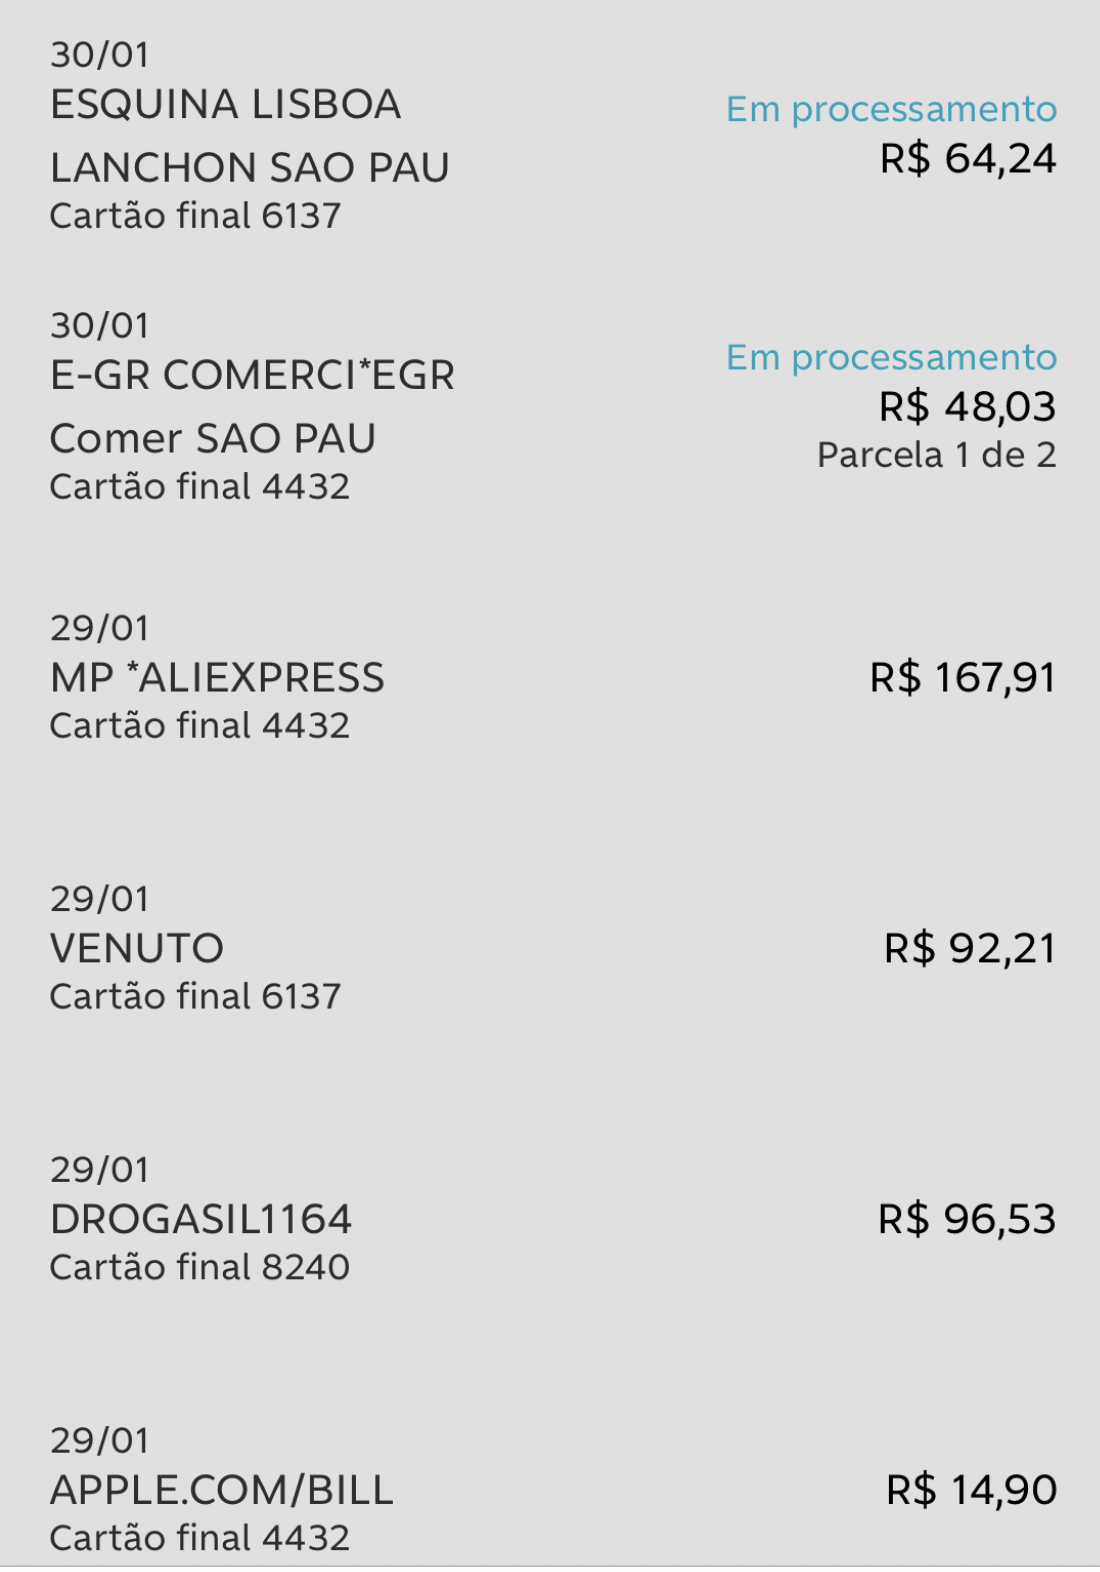 30/01
ESQUINA LISBOA
LANCHON SAO PAU
Cartão final 6137
Em processamento
R$ 64,24
30/01
E-GR COMERCI*EGR
Comer SAO PAU
Cartão final 4432
Em processamento
R$ 48,03
Parcela 1 de 2
29/01
MP *ALIEXPRESS
Cartão final 4432
R$ 167,91
29/01
VENUTO
Cartão final 6137
R$ 92,21
29/01
DROGASIL1164
Cartão final 8240
R$ 96,53
29/01
APPLE.COM/BILL
Cartão final 4432
R$ 14,90